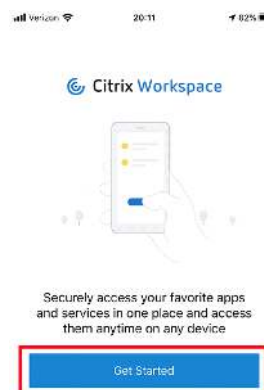 Verizon 20:11 82%
Citrix Workspace
Securely access your favorite apps
and services in one place and access
them anytime on any device
Get Started